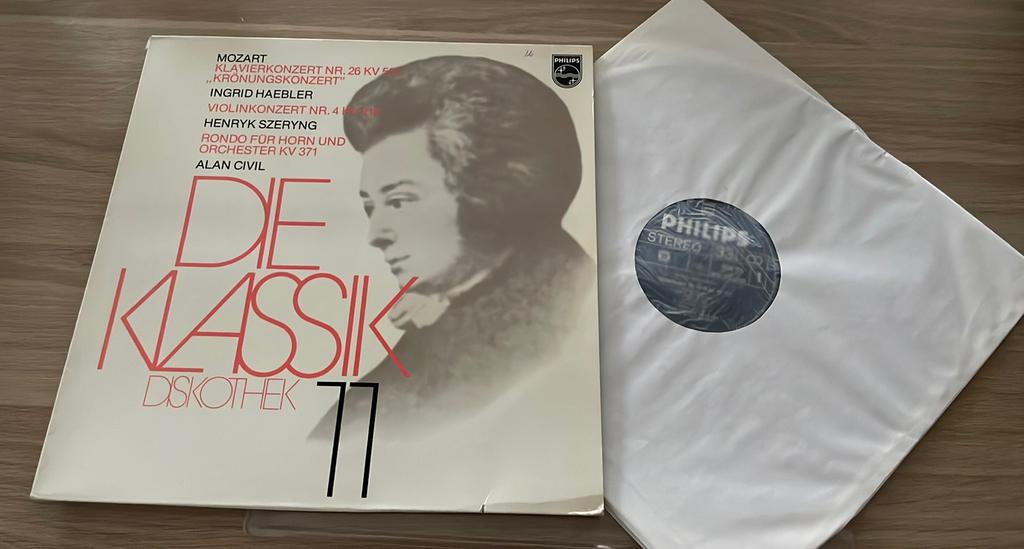 MOZART
KLAVIERKONZERT NR. 26 KV
„KRÖNUNGSKONZERT"
INGRID HAEBLER
VIOLINKONZERT NR. 4
HENRYK SZERYNG
RONDO FÜR HORN UND
ORCHESTER KV 371
ALAN CIVIL
DIE
KLASSIK
DISKOTHEK 11
PHILIPS
PHILIPS
STEREO 33